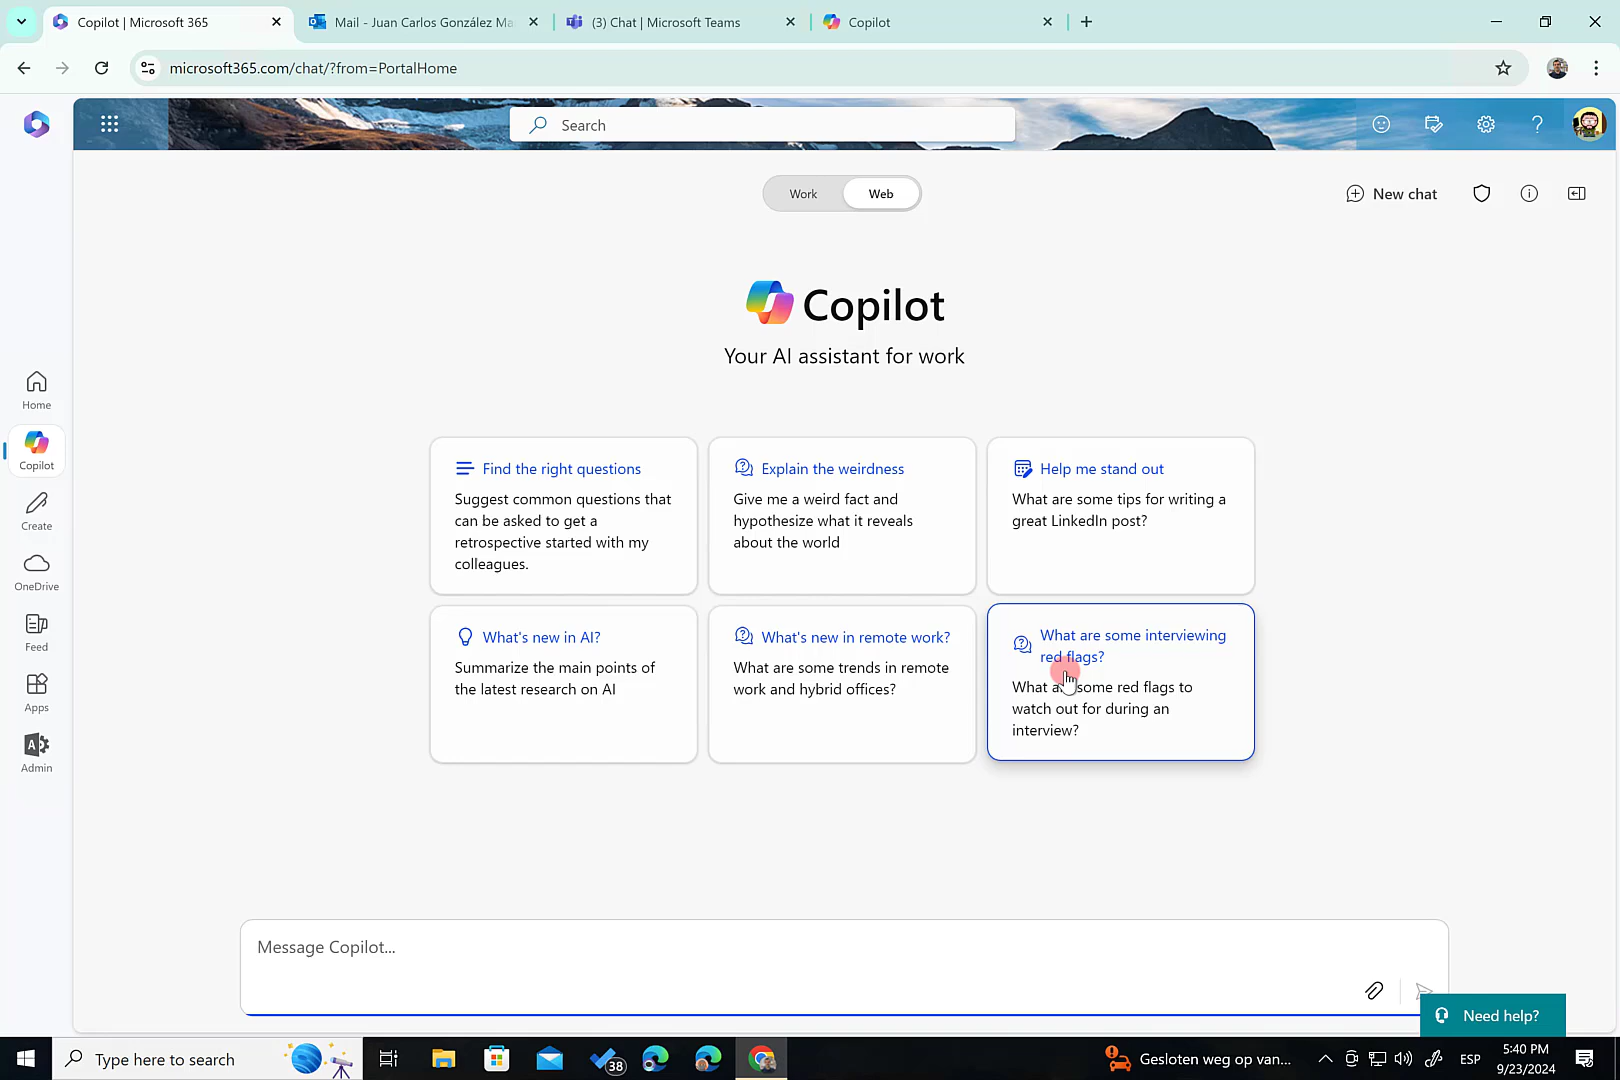 Copilot | Microsoft 365
Mail - Juan Carlos González Ma
(3) Chat | Microsoft Teams
Copilot
microsoft365.com/chat/?from=PortalHome
Search
Work
Web
New chat
Copilot
Your AI assistant for work
Home
Copilot
Create
OneDrive
Feed
Apps
Admin
Find the right questions
Suggest common questions that
can be asked to get a
retrospective started with my
colleagues.
Explain the weirdness
Give me a weird fact and
hypothesize what it reveals
about the world
Help me stand out
What are some tips for writing a
great LinkedIn post?
What's new in AI?
Summarize the main points of
the latest research on AI
What's new in remote work?
What are some trends in remote
work and hybrid offices?
What are some interviewing
red flags?
What a some red flags to
watch out for during an
interview?
Message Copilot...
Need help?
Type here to search
38
Gesloten weg op van...
ESP
5:40 PM
9/23/2024